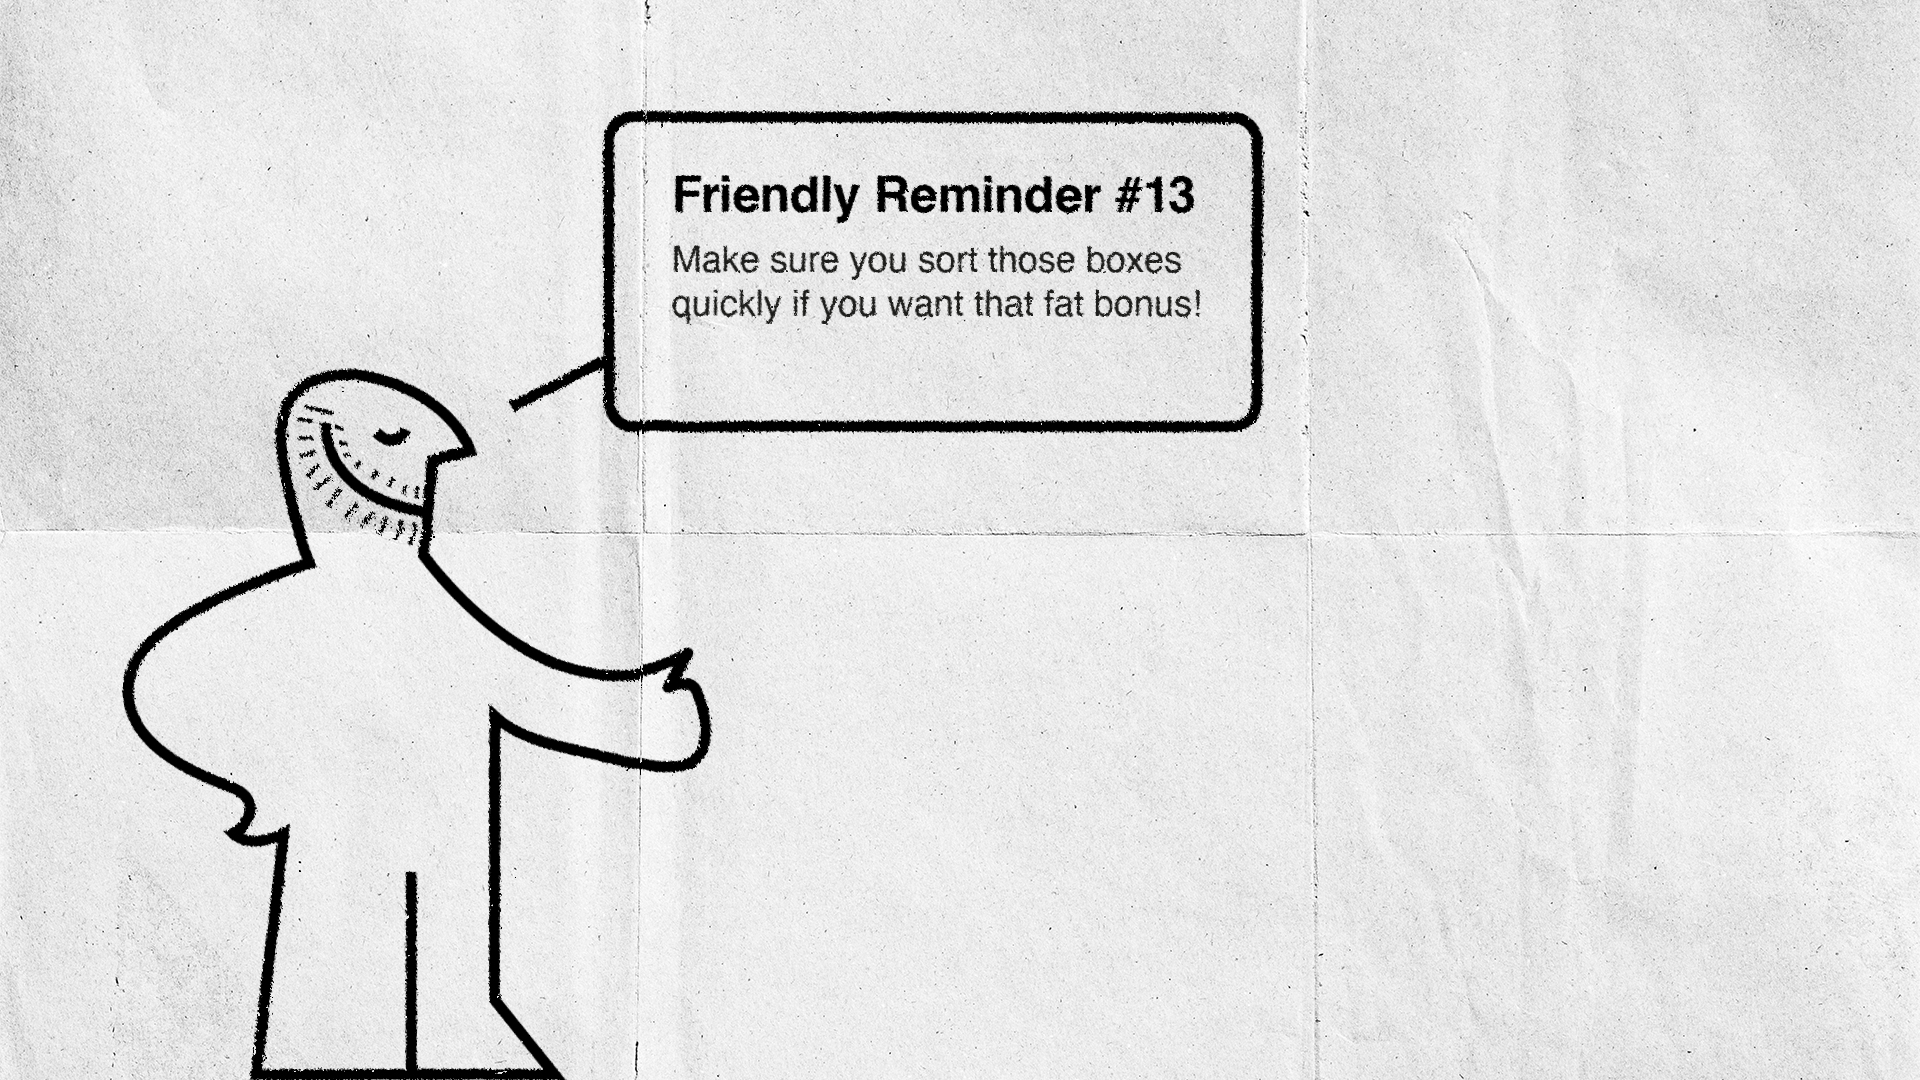 Friendly Reminder #13
Make sure you sort those boxes
quickly if you want that fat bonus!